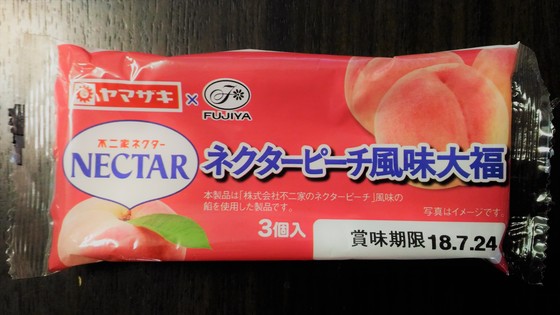 ヤマザキ
×
F
FUJIYA
不二家ネクター
NECTAR
ネクターピーチ風味大福
本製品は「株式会社不二家のネクターピーチ」風味の
餡を使用した製品です。
写真はイメージです。
3個入
賞味期限 18.7.24